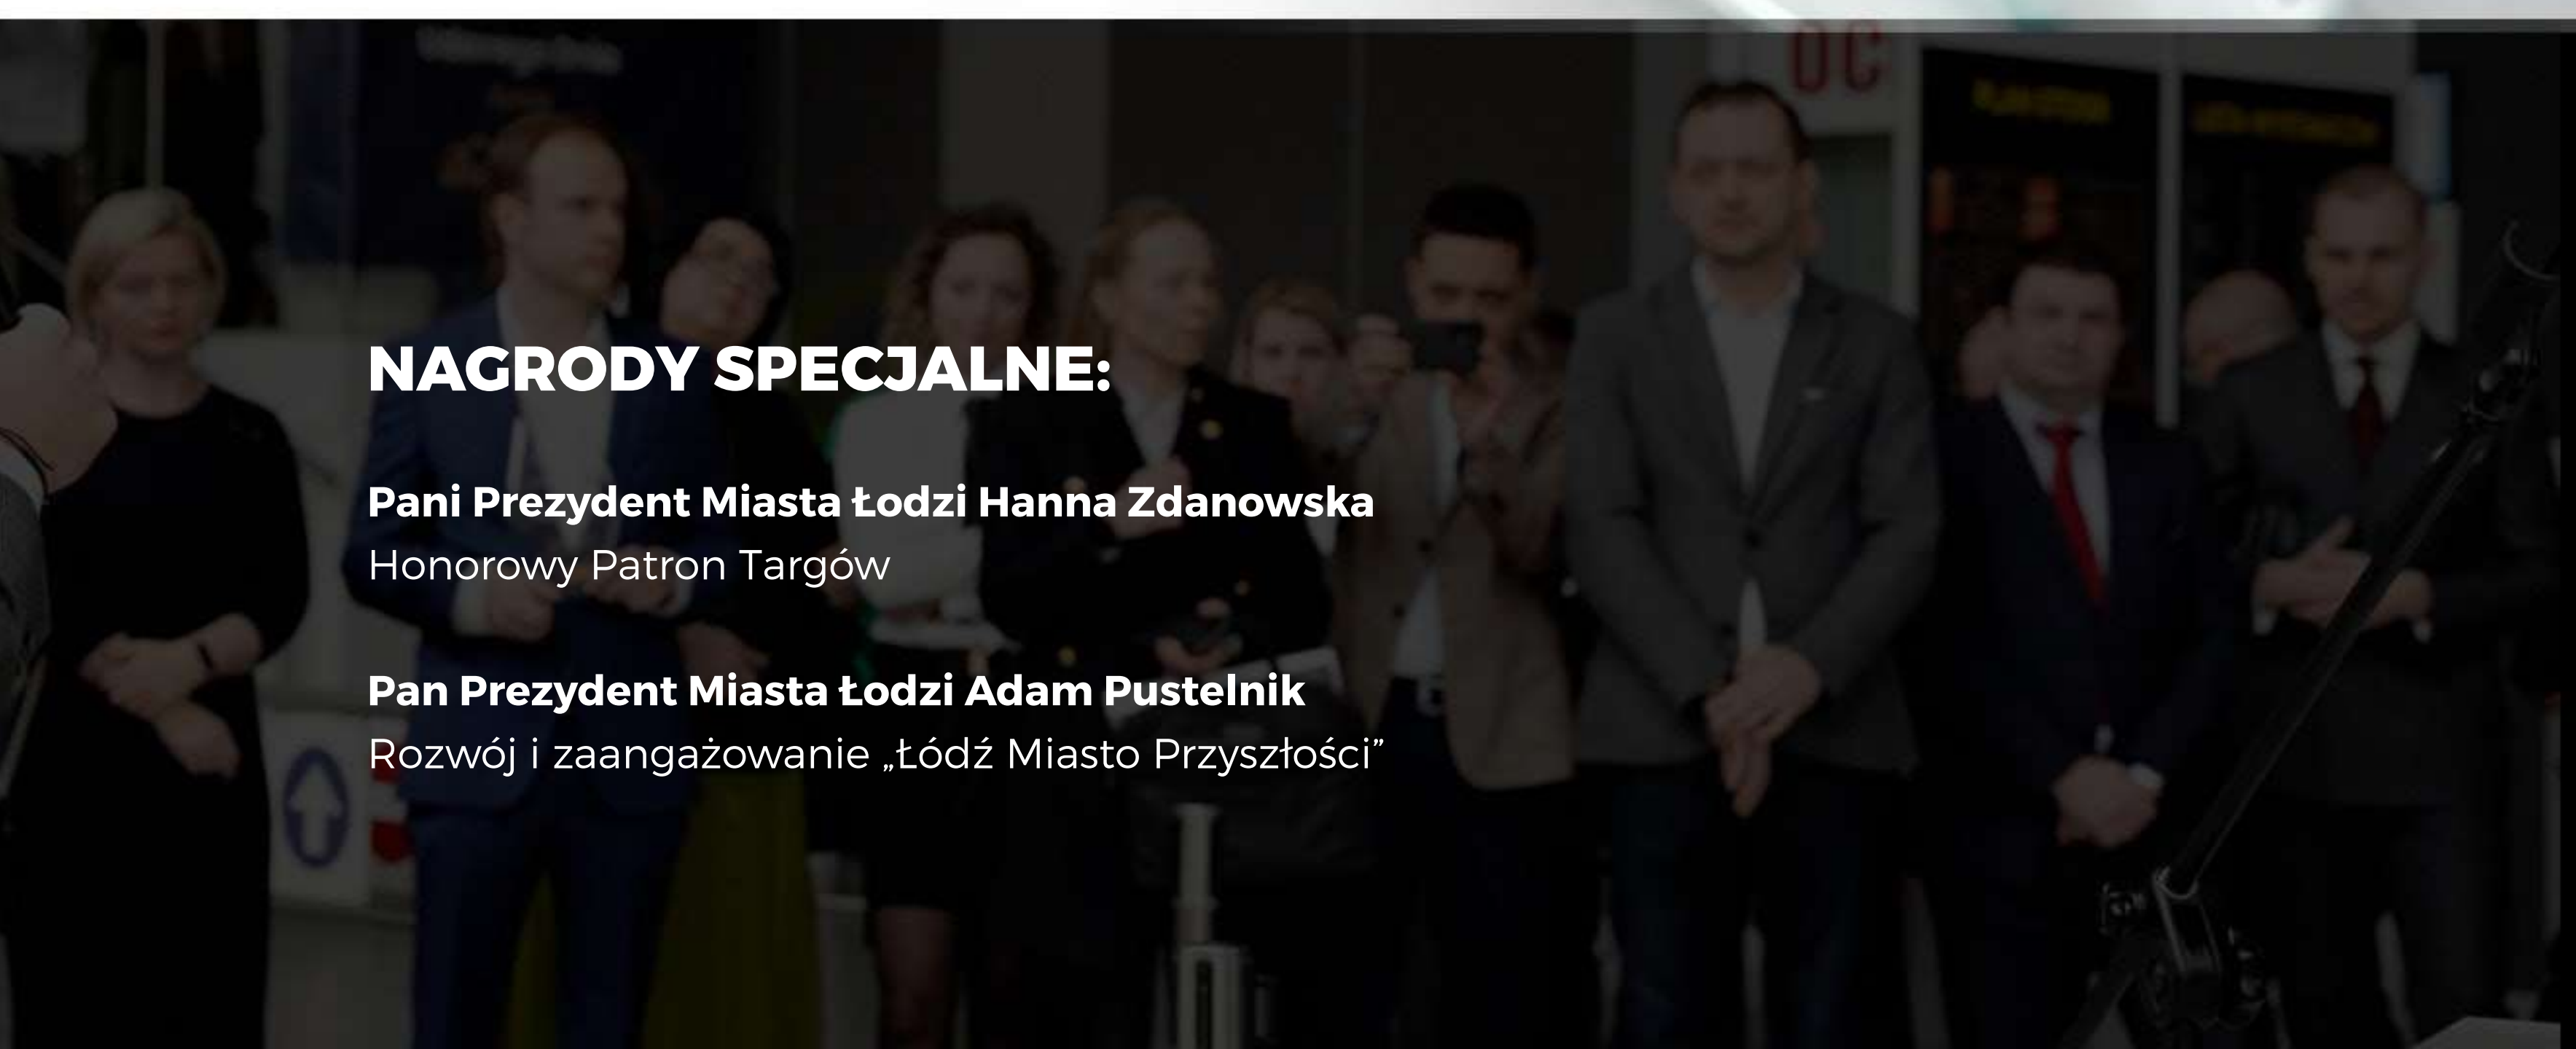 NAGRODY SPECJALNE:
Pani Prezydent Miasta Łodzi Hanna Zdanowska
Honorowy Patron Targów
Pan Prezydent Miasta Łodzi Adam Pustelnik
Rozwój i zaangażowanie „Łódź Miasto Przyszłości”